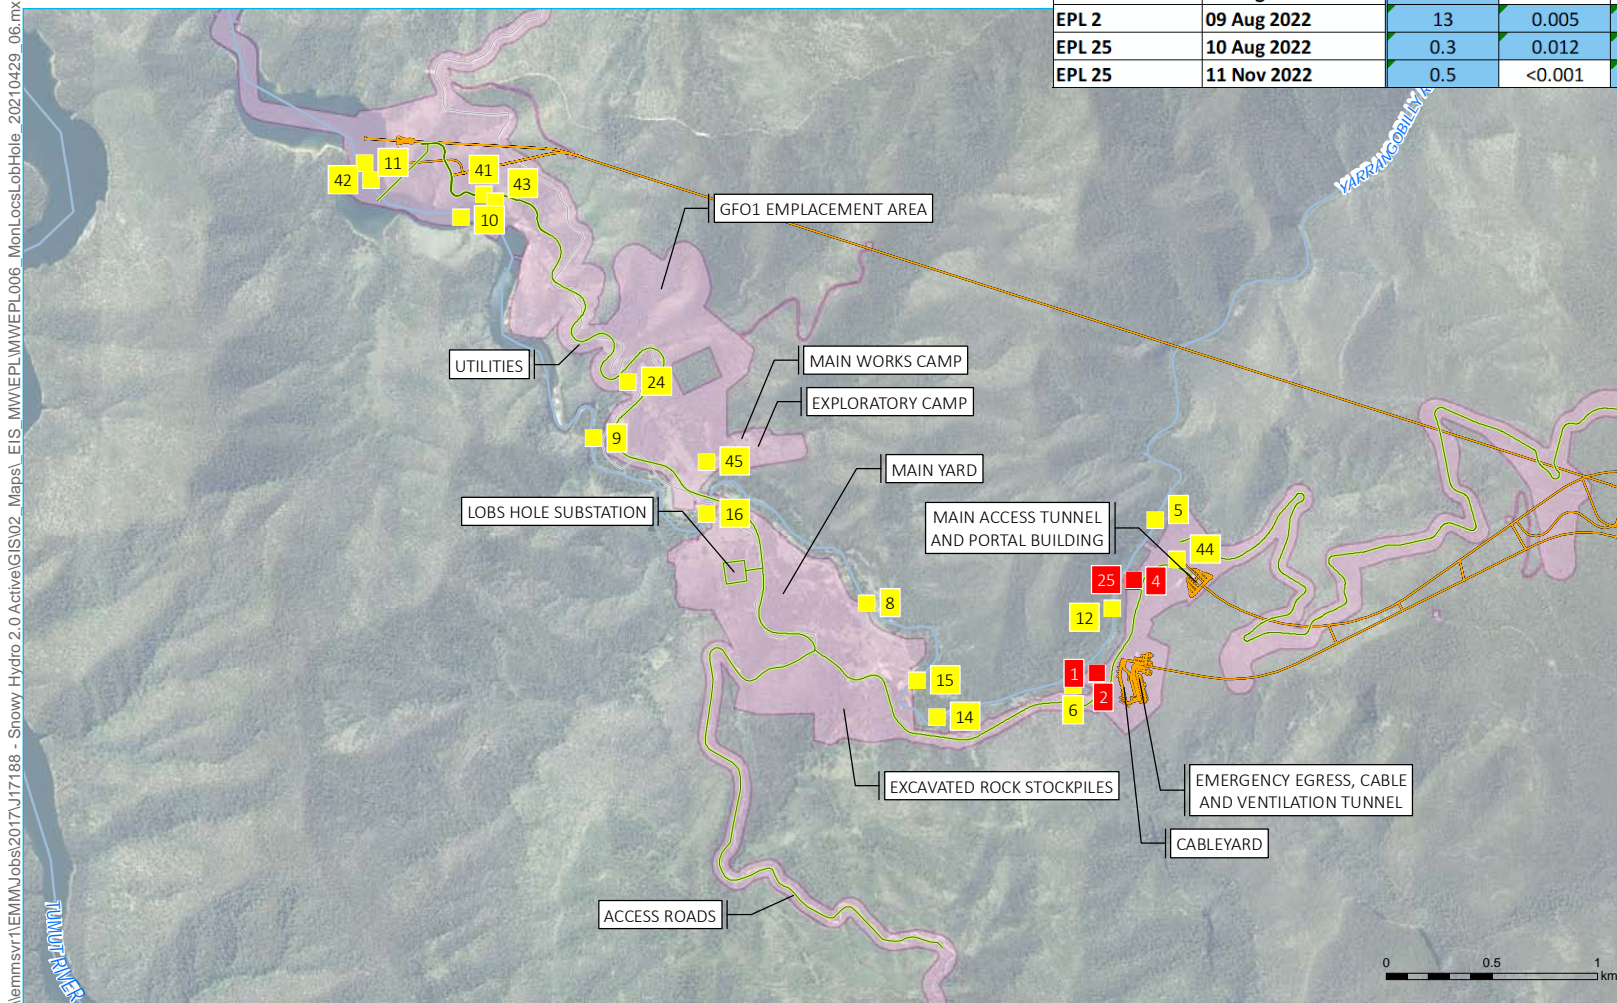 EPL 2 09 Aug 2022 13 0.005
EPL 25 10 Aug 2022 0.3 0.012
EPL 25 11 Nov 2022 0.5 <0.001
\emmsvr1\EMM\Jobs\2017\J17188 - Snowy Hydro 2.0 Active\GIS\02_Maps\_EIS_MWEPL\MWEPL006_MonLocsLobHole_20210429_06.mx
YARRANGOBILLY
11
42
41
43
10
GFO1 EMPLACEMENT AREA
UTILITIES
MAIN WORKS CAMP
24
EXPLORATORY CAMP
9
45
MAIN YARD
LOBS HOLE SUBSTATION
16
5
MAIN ACCESS TUNNEL
AND PORTAL BUILDING
44
25
4
8
12
1
15
2
6
14
EXCAVATED ROCK STOCKPILES
EMERGENCY EGRESS, CABLE
AND VENTILATION TUNNEL
CABLEYARD
ACCESS ROADS
TUMUT RIVER
0 0.5 1
km